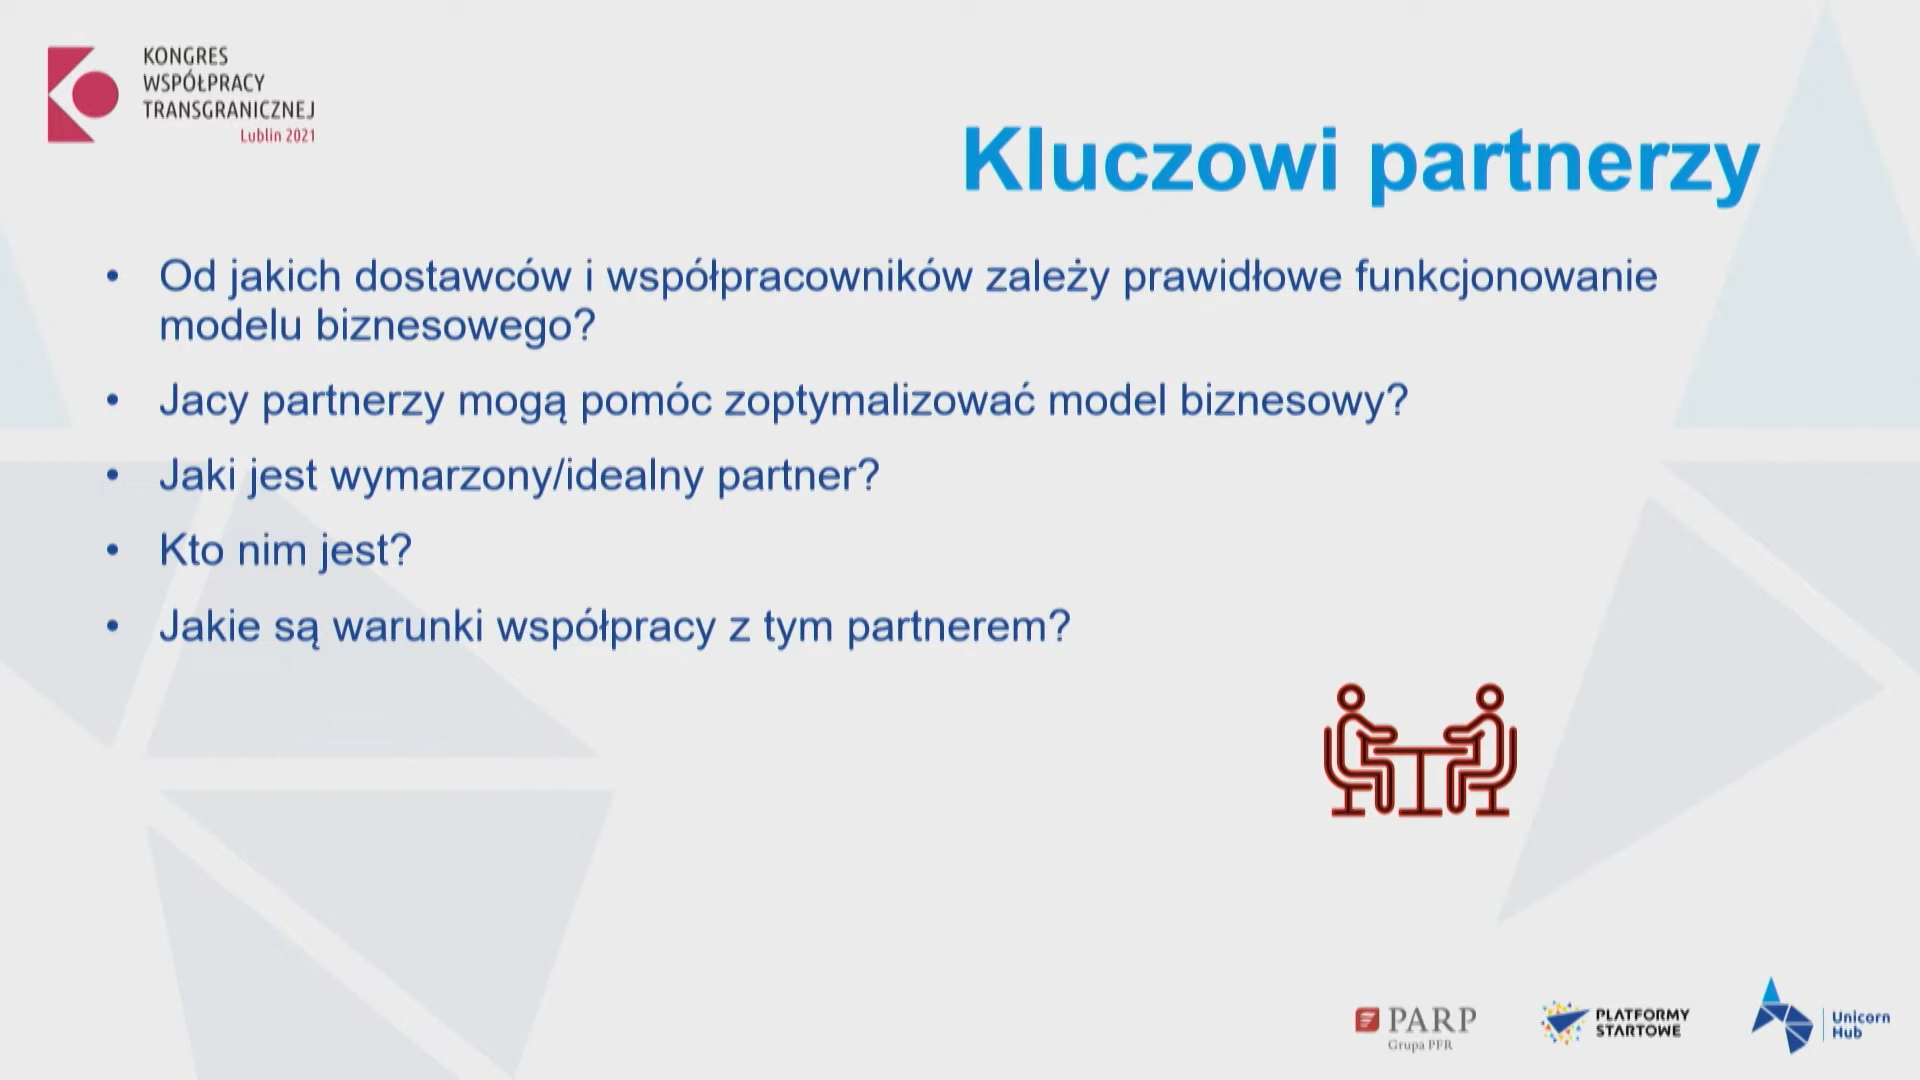 KONGRES
WSPÓŁPRACY
TRANSGRANICZNEJ
Lublin 2021
Kluczowi partnerzy
• Od jakich dostawców i współpracowników zależy prawidłowe funkcjonowanie
modelu biznesowego?
• Jacy partnerzy mogą pomóc zoptymalizować model biznesowy?
• Jaki jest wymarzony/idealny partner?
• Kto nim jest?
• Jakie są warunki współpracy z tym partnerem?
PARP
Grupa PFR
PLATFORMY
STARTOWE
Unicorn
Hub